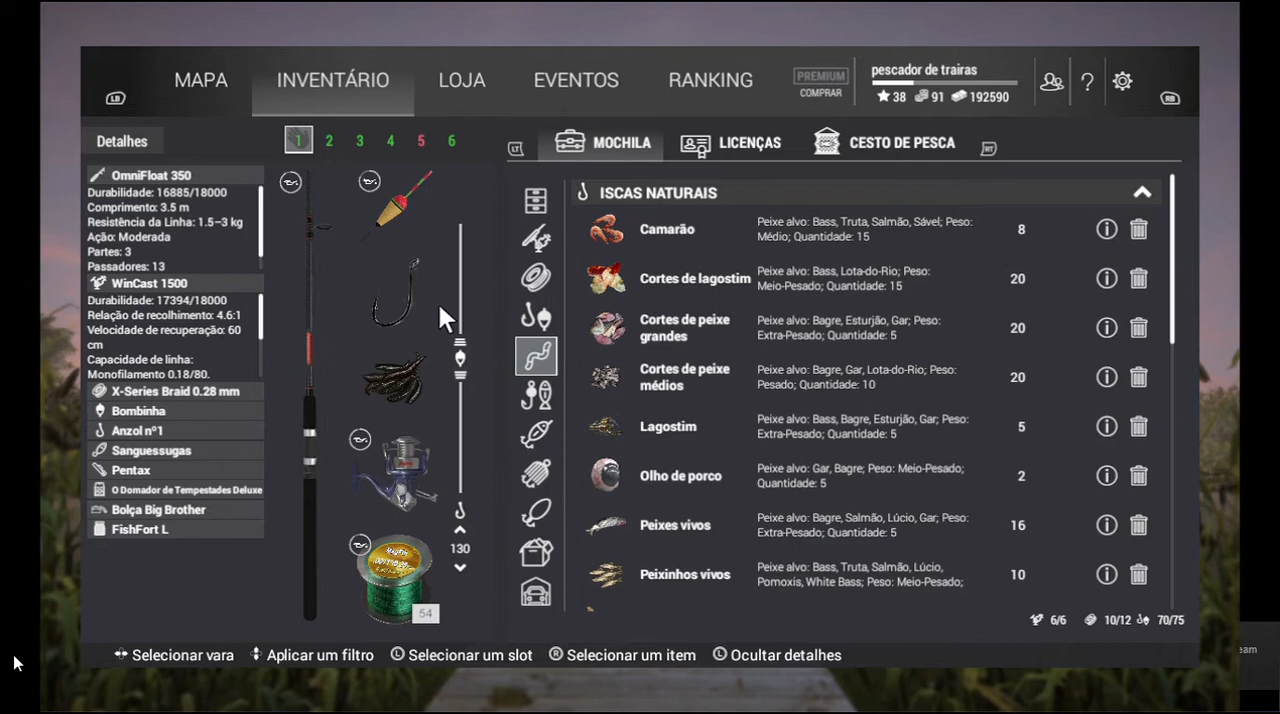 MAPA
INVENTÁRIO
LOJA
EVENTOS
RANKING
PREMIUM
COMPRAR
pescador de trairas
38
91
192590
?
LB
RB
Detalhes
1 2 3 4 5 6
LT
MOCHILA
LICENÇAS
CESTO DE PESCA
RT
OmniFloat 350
Durabilidade: 16885/18000
Comprimento: 3.5 m
Resistência da Linha: 1.5–3 kg
Ação: Moderada
Partes: 3
Passadores: 13
WinCast 1500
Durabilidade: 17394/18000
Relação de recolhimento: 4.6:1
Velocidade de recuperação: 60
cm
Capacidade de linha:
Monofilamento 0.18/80.
X-Series Braid 0.28 mm
Bombinha
Anzol nº1
Sanguessugas
Pentax
O Domador de Tempestades Deluxe
Bolça Big Brother
FishFort L
130
54
ISCAS NATURAIS
Camarão
Peixe alvo: Bass, Truta, Salmão, Sável; Peso:
Médio; Quantidade: 15
8
Cortes de lagostim
Peixe alvo: Bass, Lota-do-Rio; Peso:
Meio-Pesado; Quantidade: 15
20
Cortes de peixe
grandes
Peixe alvo: Bagre, Esturjão, Gar; Peso:
Extra-Pesado; Quantidade: 5
20
Cortes de peixe
médios
Peixe alvo: Bagre, Gar, Lota-do-Rio; Peso:
Pesado; Quantidade: 10
20
Lagostim
Peixe alvo: Bass, Bagre, Esturjão, Gar; Peso:
Extra-Pesado; Quantidade: 5
5
Olho de porco
Peixe alvo: Gar, Bagre; Peso: Meio-Pesado;
Quantidade: 5
2
Peixes vivos
Peixe alvo: Bagre, Salmão, Lúcio, Gar; Peso:
Extra-Pesado; Quantidade: 5
16
Peixinhos vivos
Peixe alvo: Bass, Truta, Salmão, Lúcio,
Pomoxis, White Bass; Peso: Meio-Pesado;
10
6/6
10/12
70/75
Selecionar vara
Aplicar um filtro
L Selecionar um slot
R Selecionar um item
L Ocultar detalhes
eam